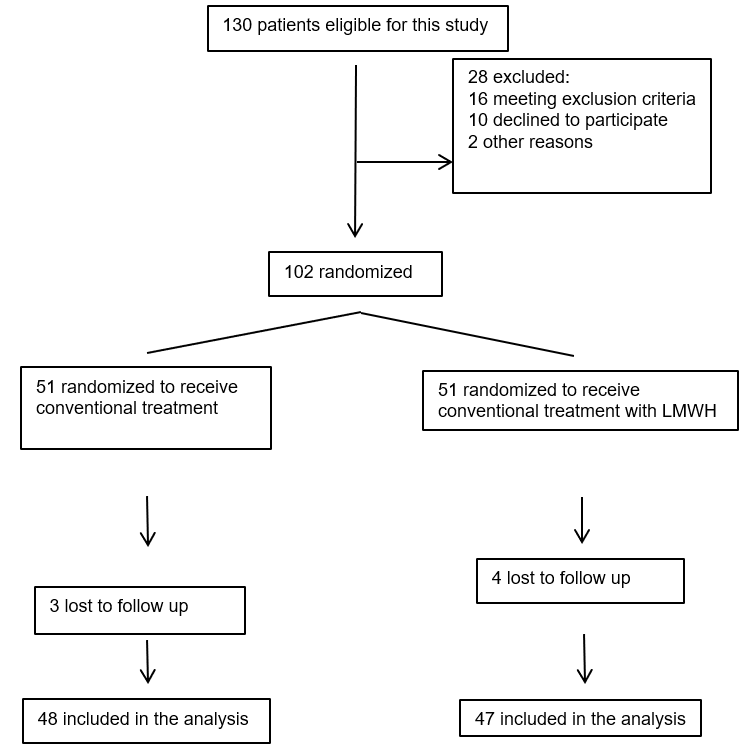 130 patients eligible for this study
28 excluded:
16 meeting exclusion criteria
10 declined to participate
2 other reasons
102 randomized
51 randomized to receive
conventional treatment
51 randomized to receive
conventional treatment with LMWH
3 lost to follow up
4 lost to follow up
48 included in the analysis
47 included in the analysis